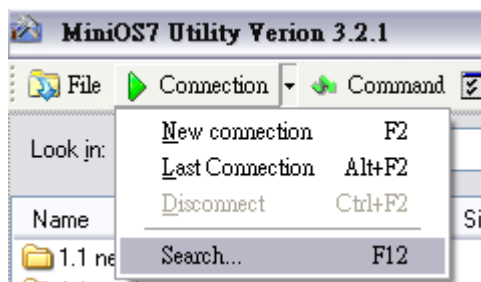 MiniOS7 Utility Verion 3.2.1
File Connection Command
New connection F2
Look in:
Last Connection Alt+F2
Disconnect Ctrl+F2
Name Si
Search... F12
1.1 ne